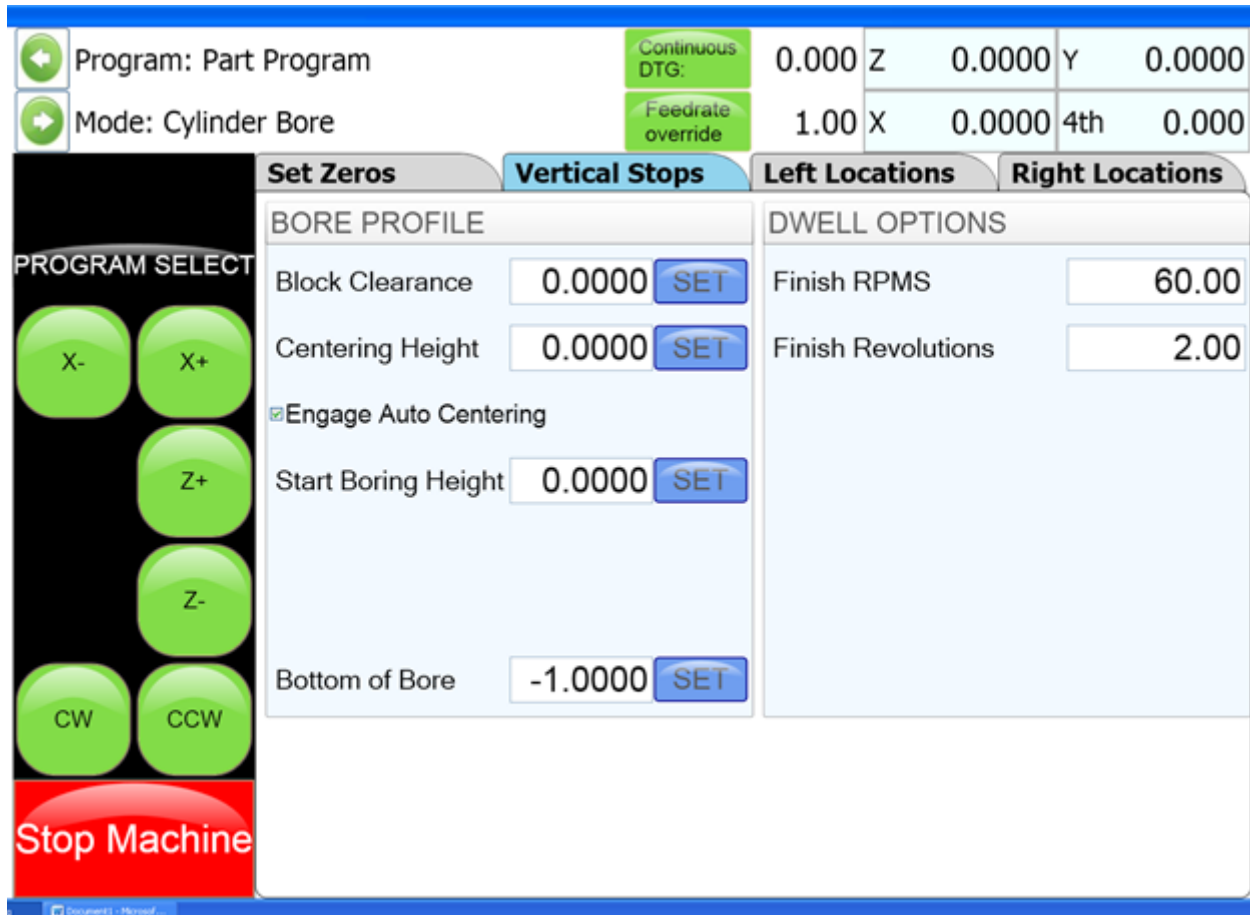 Program: Part Program
Continuous DTG: 0.000 Z 0.0000 Y 0.0000
Mode: Cylinder Bore
Feedrate override 1.00 X 0.0000 4th 0.000
Set Zeros Vertical Stops Left Locations Right Locations
PROGRAM SELECT
X- X+
Z+
Z-
CW CCW
Stop Machine
BORE PROFILE
Block Clearance 0.0000 SET
Centering Height 0.0000 SET
Engage Auto Centering
Start Boring Height 0.0000 SET
Bottom of Bore -1.0000 SET
DWELL OPTIONS
Finish RPMS 60.00
Finish Revolutions 2.00
Document1 - Microsof...